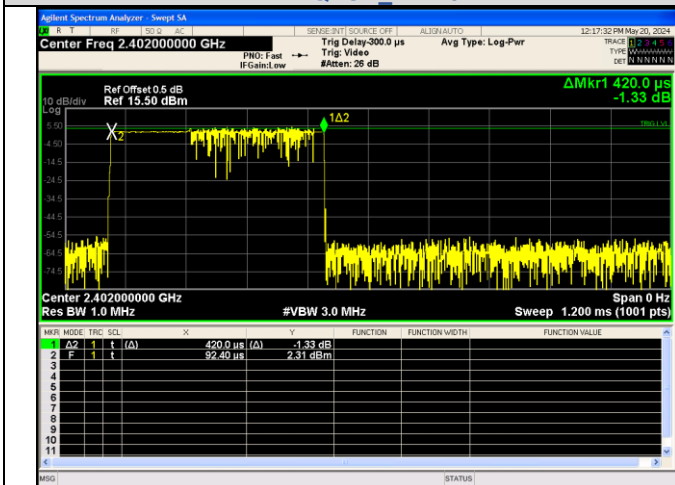 Agilent Spectrum Analyzer - Swept SA
R T RF 50 Ω AC SENSE:INT SOURCE OFF ALIGN AUTO 12:17:32 PM May 20, 2024
Center Freq 2.402000000 GHz
PNO: Fast
IFGain:Low
Trig Delay-300.0 µs
Trig: Video
#Atten: 26 dB
Avg Type: Log-Pwr
TRACE 1 2 3 4 5 6
TYPE
DET N N N N N N
ΔMkr1 420.0 µs
-1.33 dB
Ref Offset 0.5 dB
10 dB/div Ref 15.50 dBm
Log
5.50
-4.50
-14.5
-24.5
-34.5
-44.5
-54.5
-64.5
-74.5
X2
1Δ2
TRIG LVL
Center 2.402000000 GHz Span 0 Hz
Res BW 1.0 MHz #VBW 3.0 MHz Sweep 1.200 ms (1001 pts)
MKR MODE TRC SCL X Y FUNCTION FUNCTION WIDTH FUNCTION VALUE
1 Δ2 1 t (Δ) 420.0 µs (Δ) -1.33 dB
2 F 1 t 92.40 µs 2.31 dBm
3
4
5
6
7
8
9
10
11
MSG STATUS